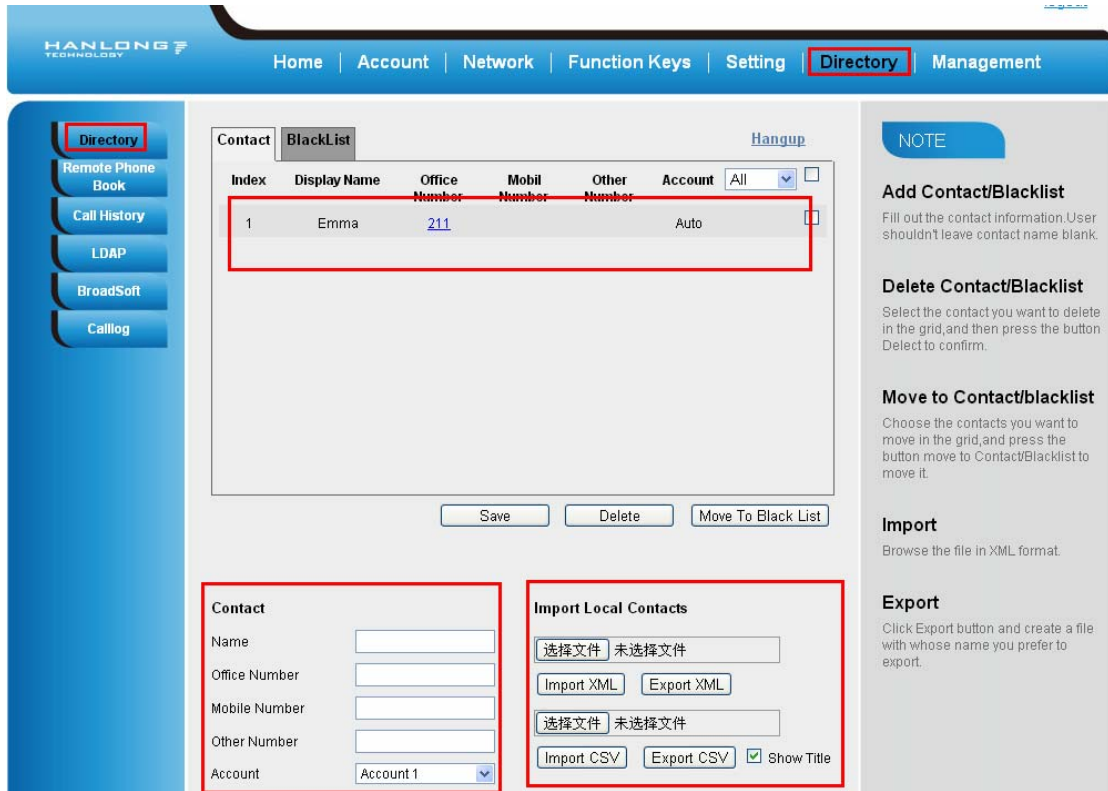 logout
HANLONG
TECHNOLOGY
Home | Account | Network | Function Keys | Setting | Directory | Management
Directory
Remote Phone
Book
Call History
LDAP
BroadSoft
Calllog
Contact BlackList Hangup
Index Display Name Office Number Mobil Number Other Number Account All
1 Emma 211 Auto
Save Delete Move To Black List
Contact
Name
Office Number
Mobile Number
Other Number
Account Account 1
Import Local Contacts
选择文件 未选择文件
Import XML Export XML
选择文件 未选择文件
Import CSV Export CSV Show Title
NOTE
Add Contact/Blacklist
Fill out the contact information.User
shouldn't leave contact name blank.
Delete Contact/Blacklist
Select the contact you want to delete
in the grid,and then press the button
Delect to confirm.
Move to Contact/blacklist
Choose the contacts you want to
move in the grid,and press the
button move to Contact/Blacklist to
move it.
Import
Browse the file in XML format.
Export
Click Export button and create a file
with whose name you prefer to
export.